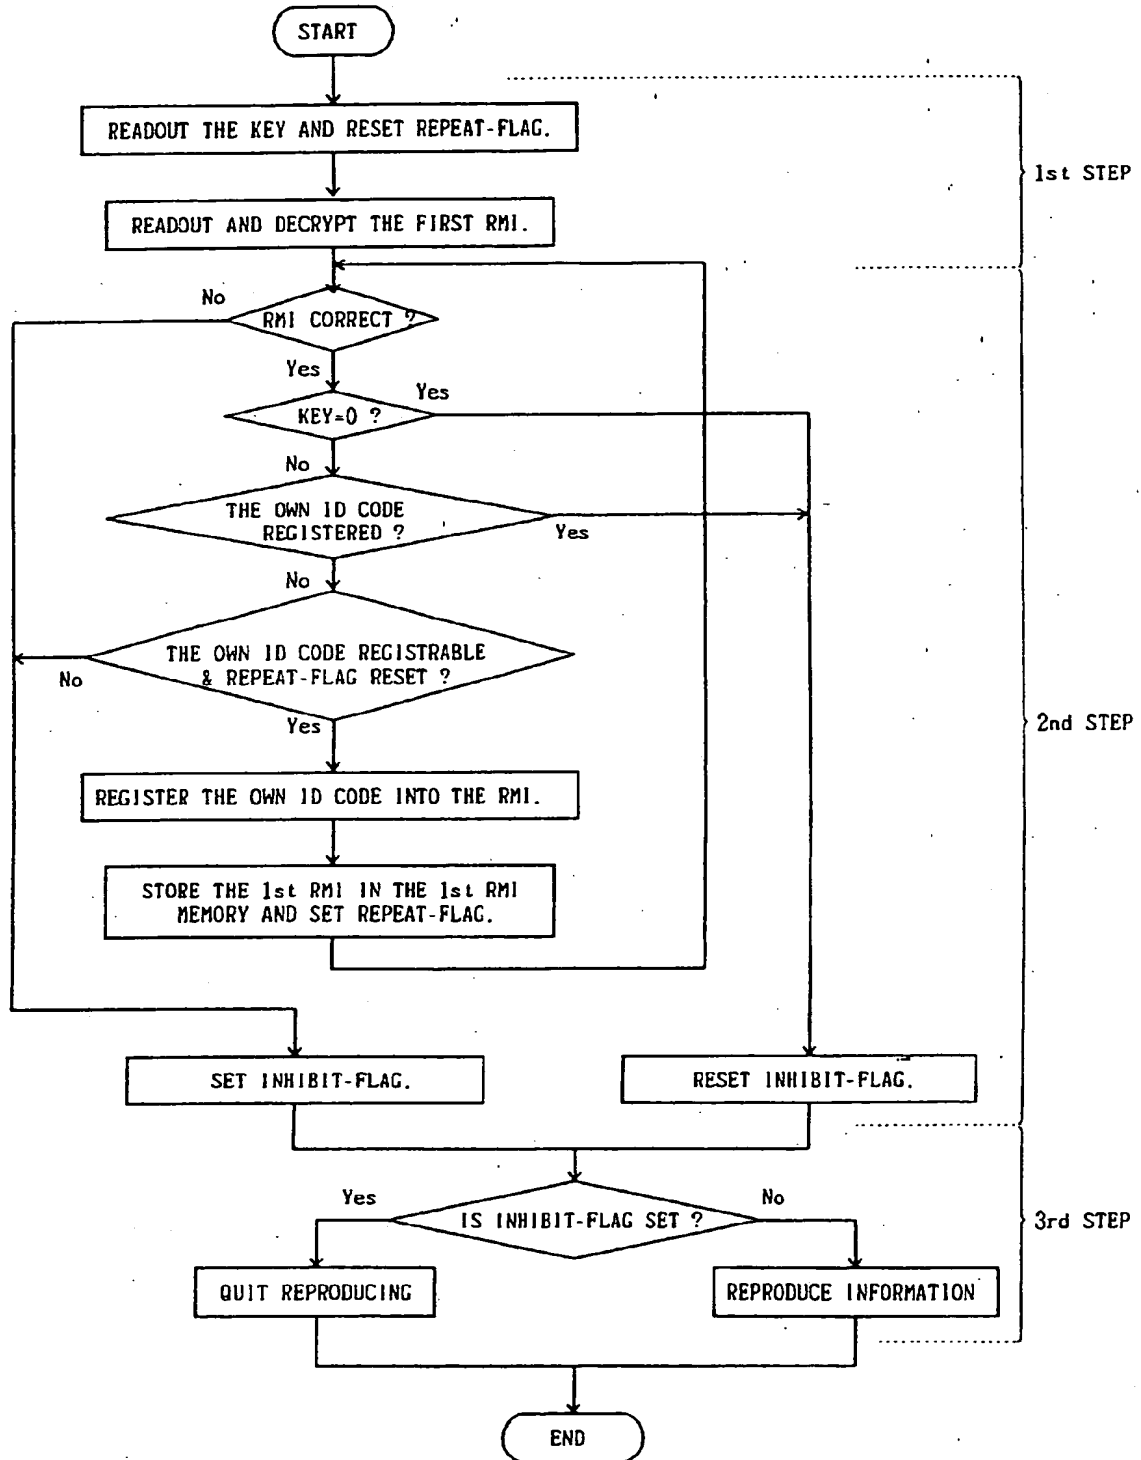 START
READOUT THE KEY AND RESET REPEAT-FLAG.
1st STEP
READOUT AND DECRYPT THE FIRST RMI.
No
RMI CORRECT ?
Yes
Yes
KEY=0 ?
No
THE OWN ID CODE
REGISTERED ?
Yes
No
THE OWN ID CODE REGISTRABLE
& REPEAT-FLAG RESET ?
No
Yes
2nd STEP
REGISTER THE OWN ID CODE INTO THE RMI.
STORE THE 1st RMI IN THE 1st RMI
MEMORY AND SET REPEAT-FLAG.
SET INHIBIT-FLAG.
RESET INHIBIT-FLAG.
Yes
No
IS INHIBIT-FLAG SET ?
3rd STEP
QUIT REPRODUCING
REPRODUCE INFORMATION
END